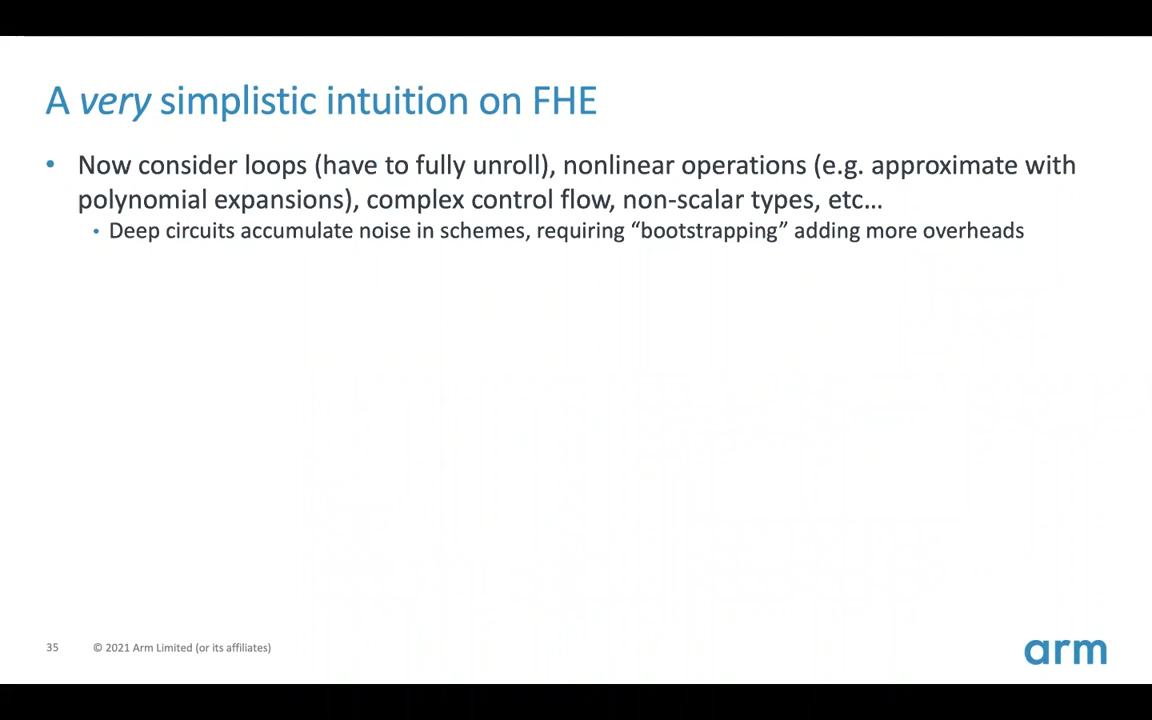 A very simplistic intuition on FHE
• Now consider loops (have to fully unroll), nonlinear operations (e.g. approximate with
polynomial expansions), complex control flow, non-scalar types, etc…
• Deep circuits accumulate noise in schemes, requiring “bootstrapping” adding more overheads
35 © 2021 Arm Limited (or its affiliates)
arm